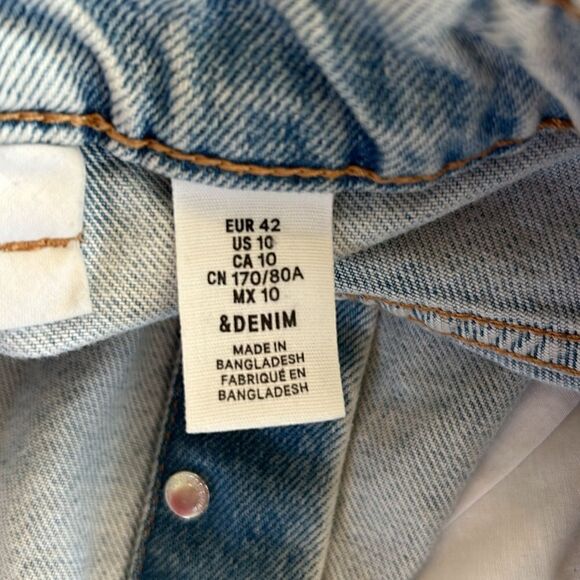 EUR 42
US 10
CA 10
CN 170/80A
MX 10
&DENIM
MADE IN
BANGLADESH
FABRIQUÉ EN
BANGLADESH